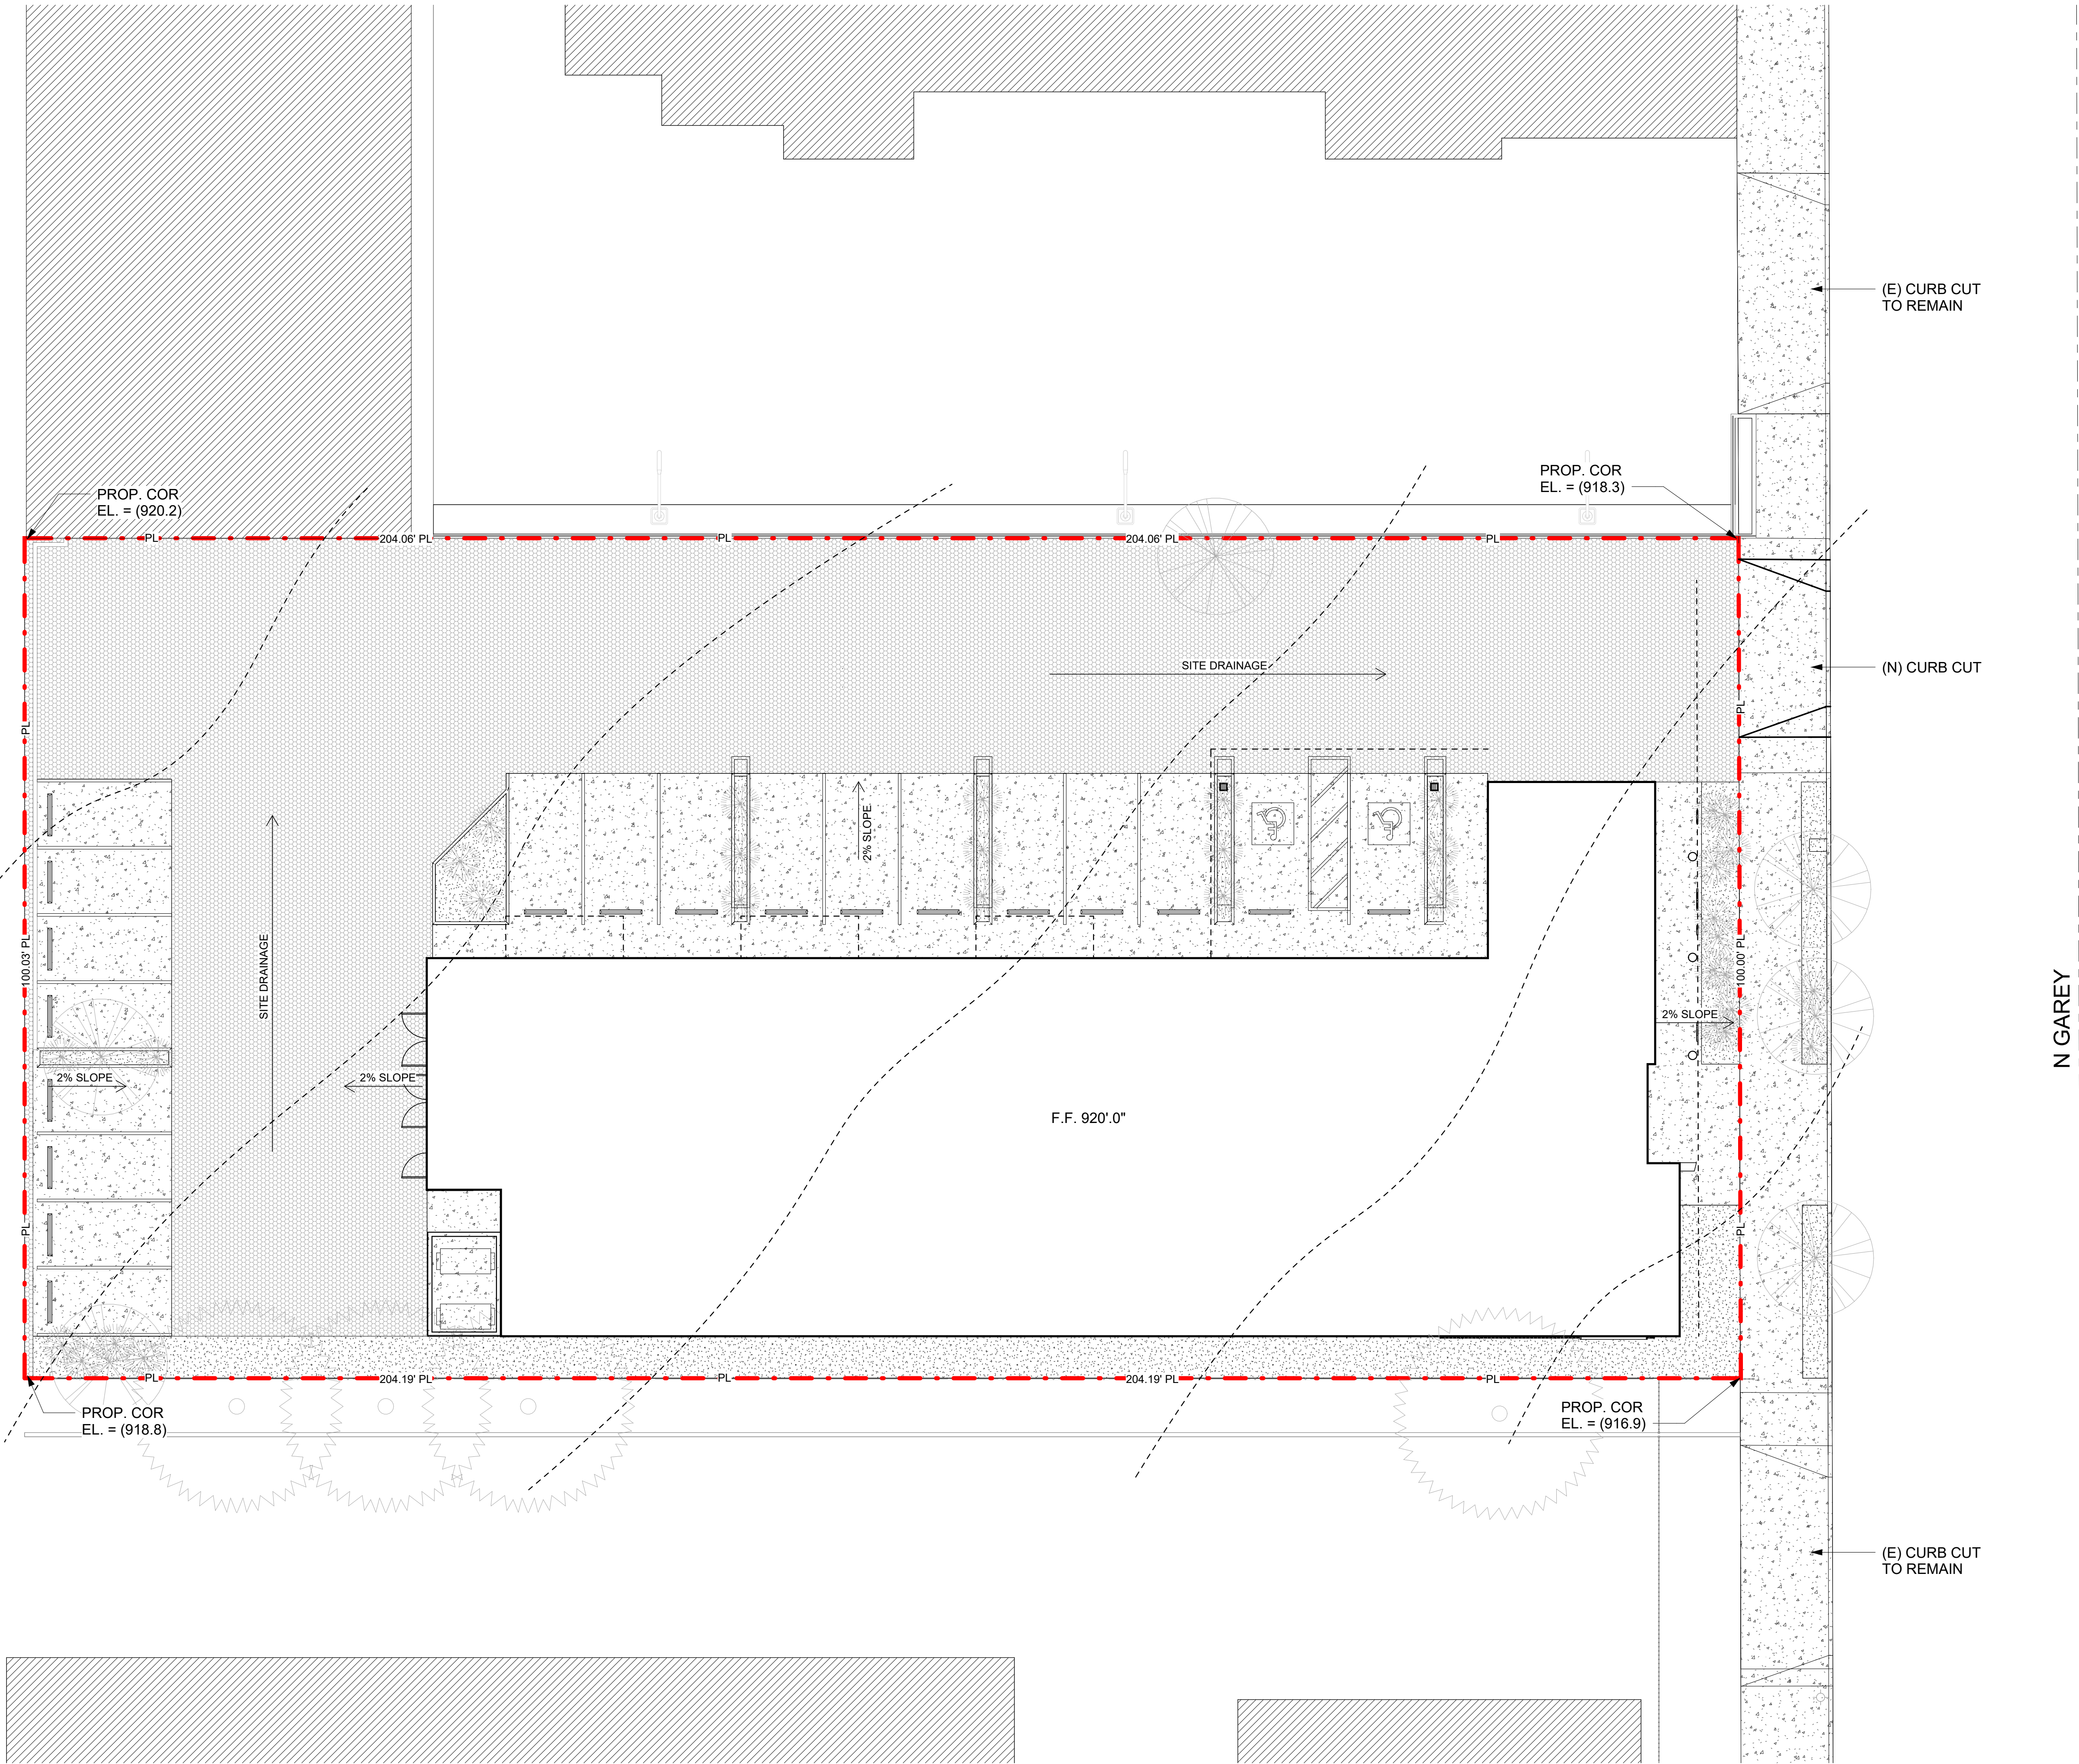 (E) CURB CUT
TO REMAIN
PROP. COR
EL. = (918.3)
PROP. COR
EL. = (920.2)
PL
204.06' PL
PL
204.06' PL
PL
SITE DRAINAGE
(N) CURB CUT
PL
PL
2% SLOPE
SITE DRAINAGE
100.03' PL
100.00' PL
2% SLOPE
N GAREY
2% SLOPE
2% SLOPE
F.F. 920'.0"
PL
PL
PL
204.19' PL
PL
204.19' PL
PL
PROP. COR
EL. = (918.8)
PROP. COR
EL. = (916.9)
(E) CURB CUT
TO REMAIN